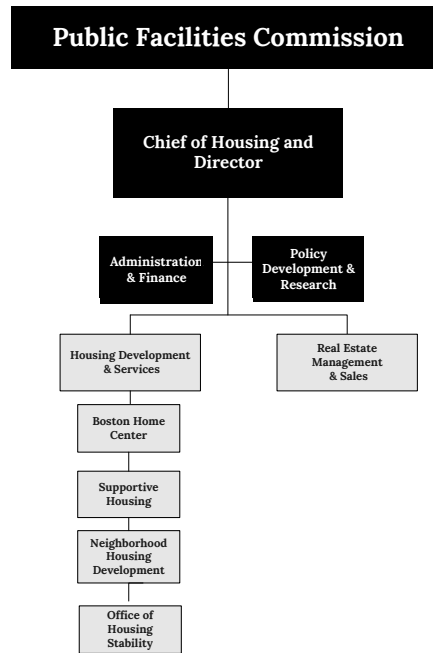 Public Facilities Commission
Chief of Housing and
Director
Administration
& Finance
Policy
Development &
Research
Housing Development
& Services
Real Estate
Management
& Sales
Boston Home
Center
Supportive
Housing
Neighborhood
Housing
Development
Office of
Housing
Stability